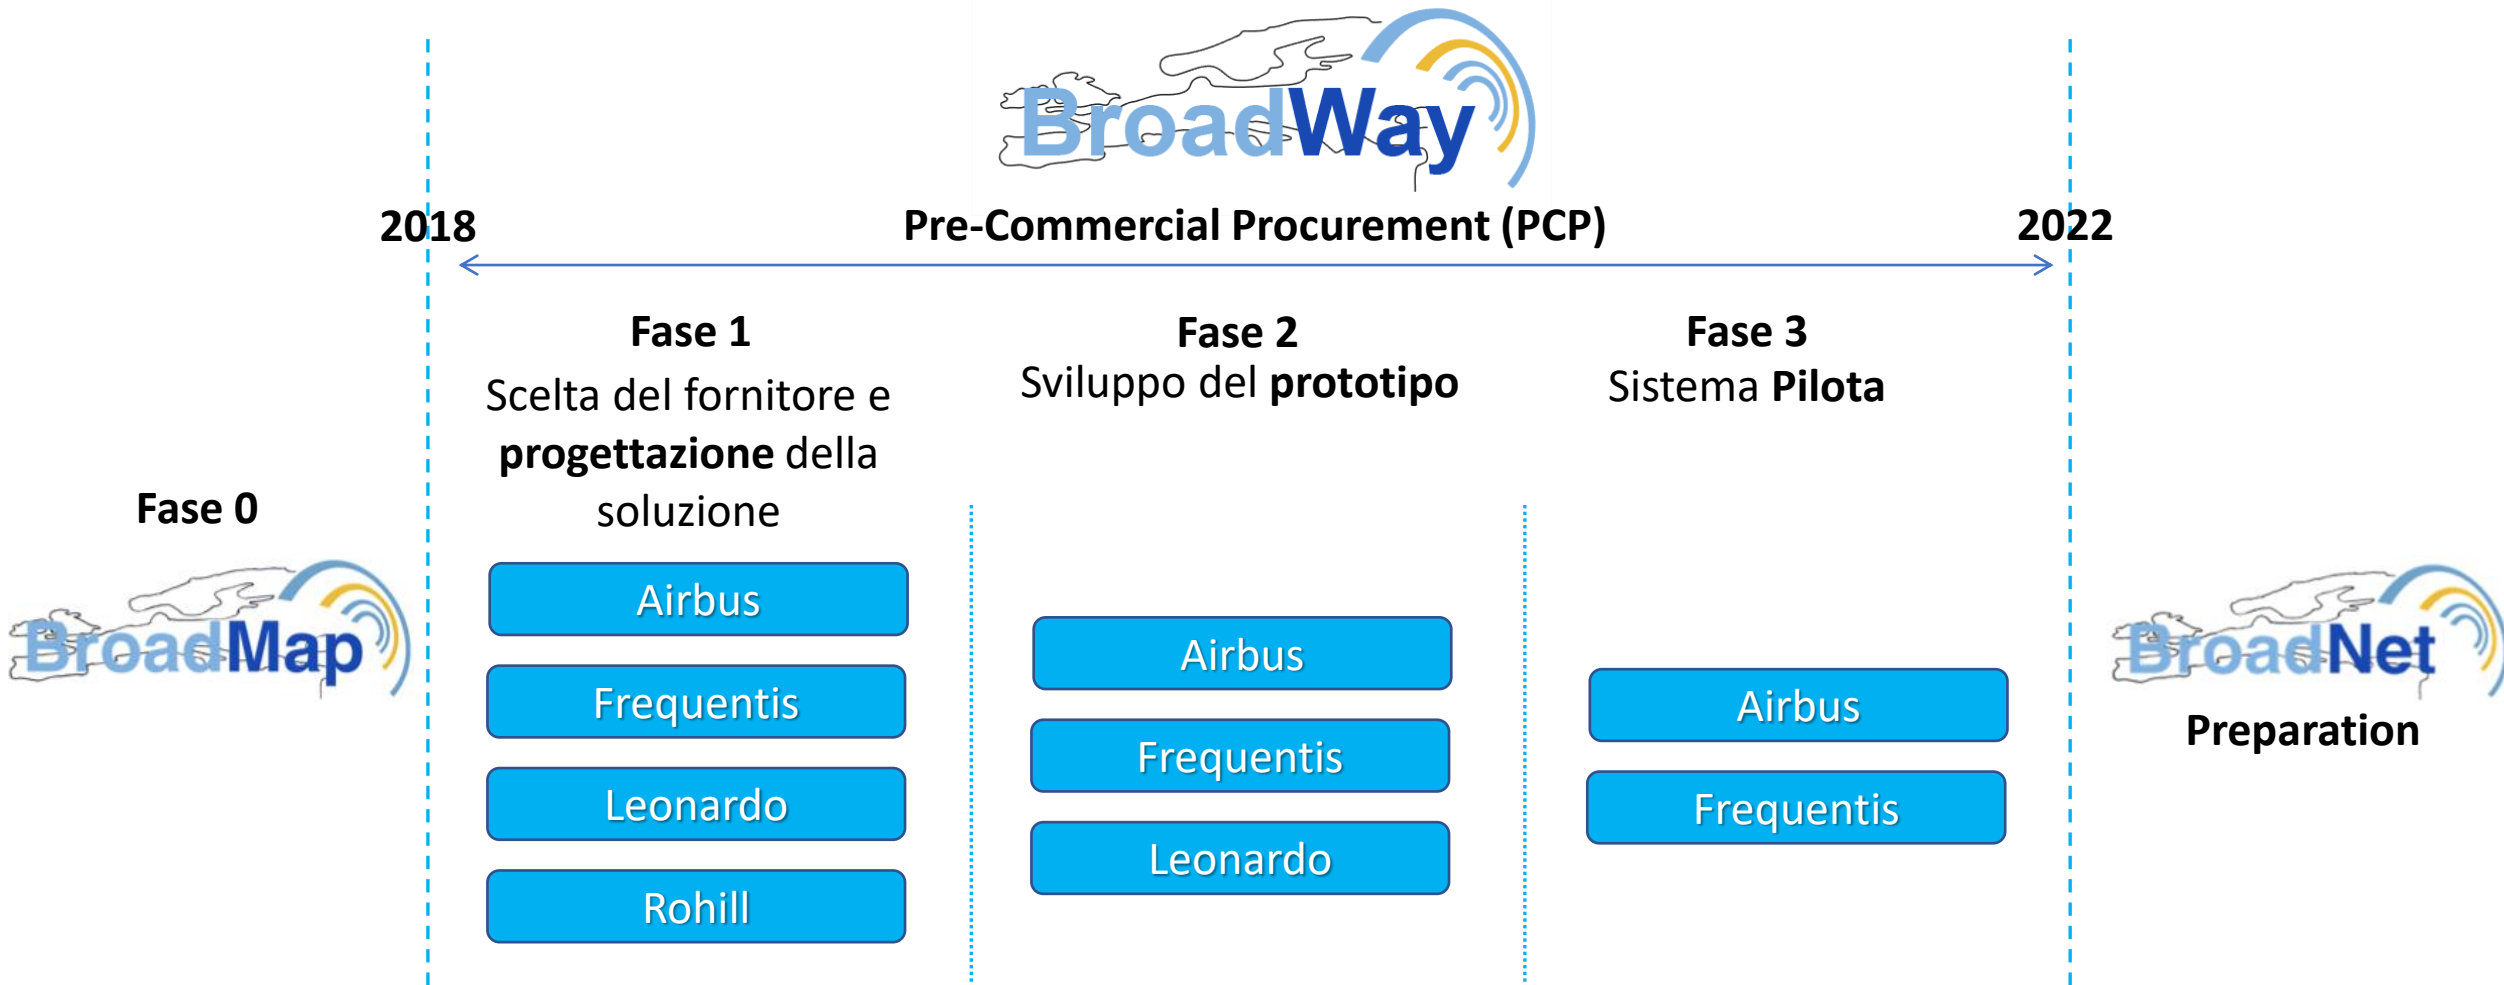 BroadWay
2018
Pre-Commercial Procurement (PCP)
2022
Fase 0
BroadMap
Fase 1
Scelta del fornitore e
progettazione della
soluzione
Airbus
Frequentis
Leonardo
Rohill
Fase 2
Sviluppo del prototipo
Airbus
Frequentis
Leonardo
Fase 3
Sistema Pilota
Airbus
Frequentis
BroadNet
Preparation